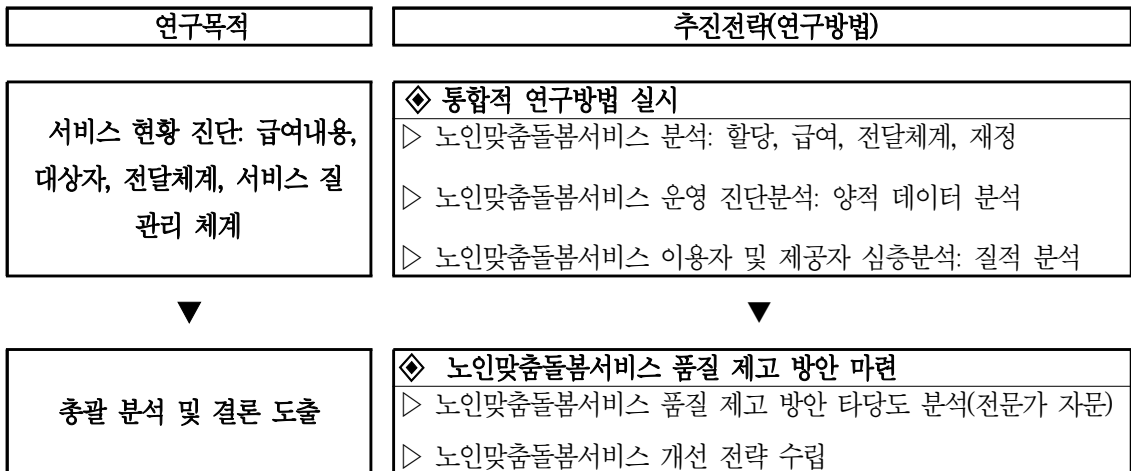 연구목적
추진전략(연구방법)
서비스 현황 진단: 급여내용,
대상자, 전달체계, 서비스 질
관리 체계
◈ 통합적 연구방법 실시
▷ 노인맞춤돌봄서비스 분석: 할당, 급여, 전달체계, 재정
▷ 노인맞춤돌봄서비스 운영 진단분석: 양적 데이터 분석
▷ 노인맞춤돌봄서비스 이용자 및 제공자 심층분석: 질적 분석
▼
▼
총괄 분석 및 결론 도출
◈ 노인맞춤돌봄서비스 품질 제고 방안 마련
▷ 노인맞춤돌봄서비스 품질 제고 방안 타당도 분석(전문가 자문)
▷ 노인맞춤돌봄서비스 개선 전략 수립